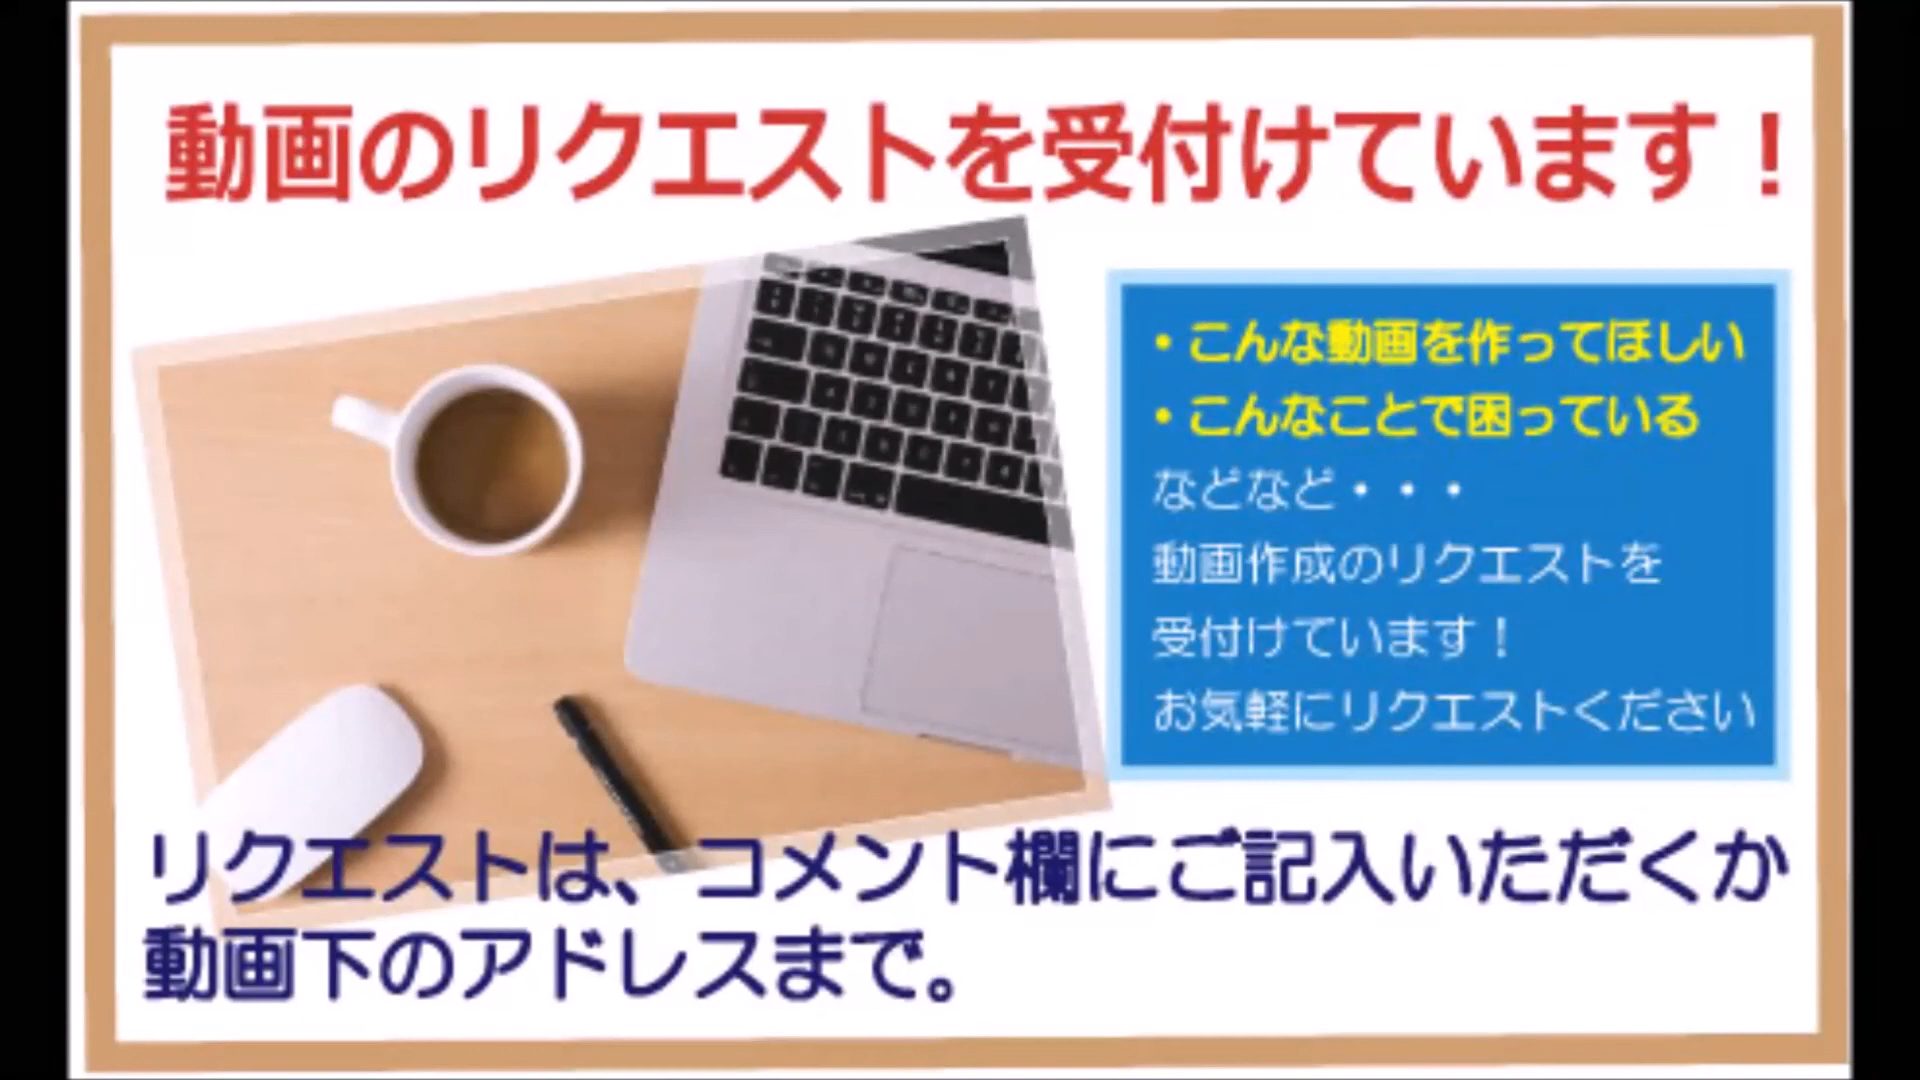 動画のリクエストを受付けています！
・こんな動画を作ってほしい
・こんなことで困っている
などなど・・・
動画作成のリクエストを
受付けています！
お気軽にリクエストください
リクエストは、コメント欄にご記入いただくか
動画下のアドレスまで。